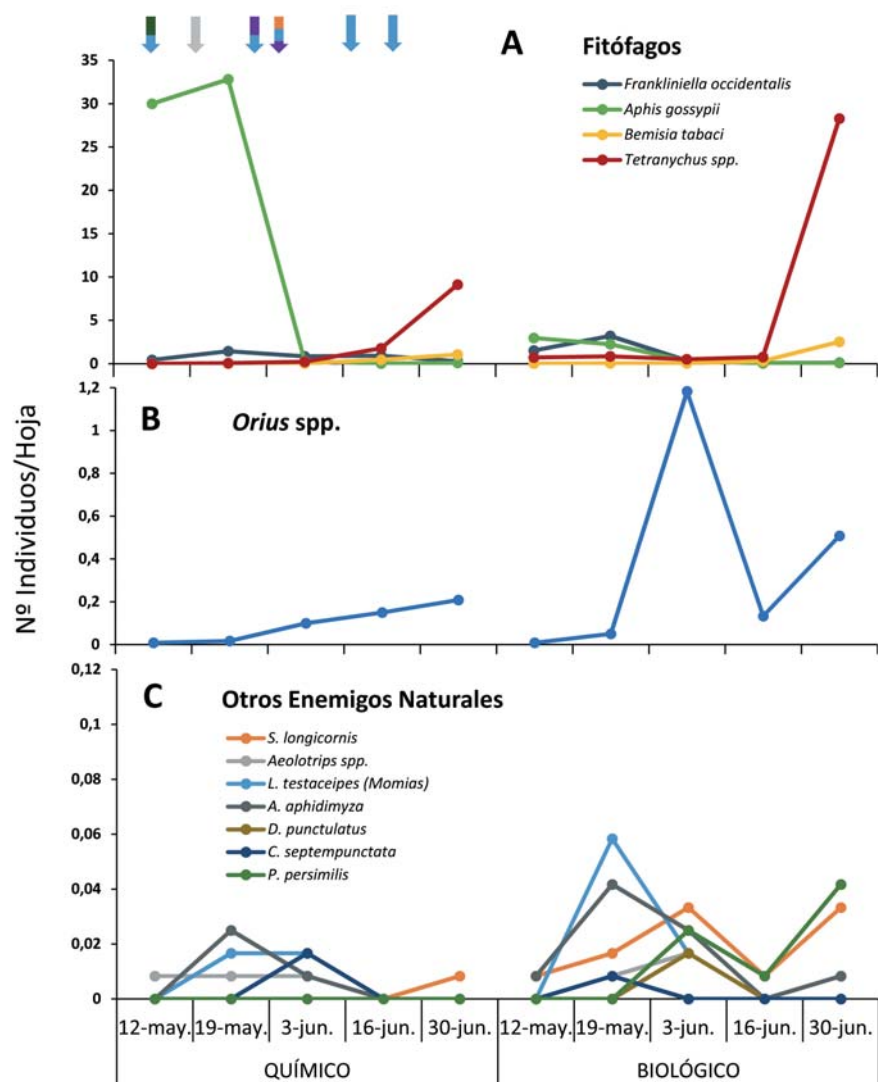 A Fitófagos
Frankliniella occidentalis
Aphis gossypii
Bemisia tabaci
Tetranychus spp.
35
30
25
20
15
10
5
0
Nº Individuos/Hoja
B Orius spp.
1,2
1
0,8
0,6
0,4
0,2
0
C Otros Enemigos Naturales
S. longicornis
Aeolotrips spp.
L. testaceipes (Momias)
A. aphidimyza
D. punctulatus
C. septempunctata
P. persimilis
0,12
0,1
0,08
0,06
0,04
0,02
0
12-may. 19-may. 3-jun. 16-jun. 30-jun. 12-may. 19-may. 3-jun. 16-jun. 30-jun.
QUÍMICO BIOLÓGICO